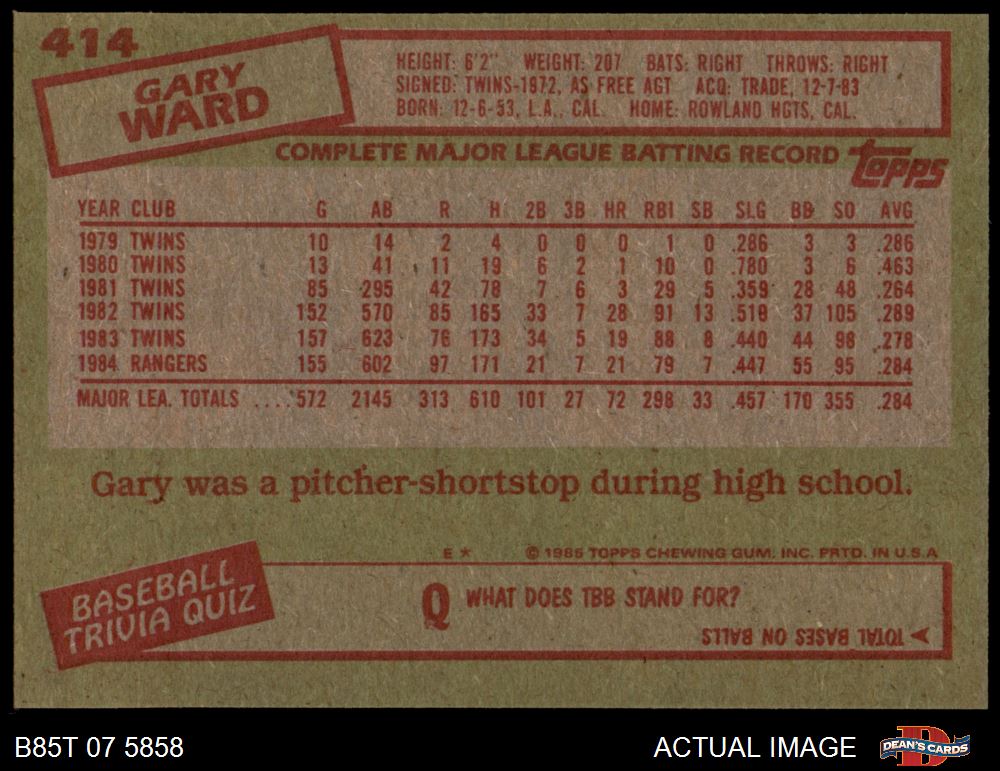 414
GARY
WARD
HEIGHT: 6'2" WEIGHT: 207 BATS: RIGHT THROWS: RIGHT
SIGNED: TWINS-1972, AS FREE AGT ACQ: TRADE, 12-7-83
BORN: 12-6-53, L.A., CAL. HOME: ROWLAND HGTS, CAL.
COMPLETE MAJOR LEAGUE BATTING RECORD topps
YEAR CLUB G AB R H 2B 3B HR RBI SB SLG BB SO AVG
1979 TWINS 10 14 2 4 0 0 0 1 0 .286 3 3 .286
1980 TWINS 13 41 11 19 6 2 1 10 0 .780 3 6 .463
1981 TWINS 85 295 42 78 7 6 3 29 5 .359 28 48 .264
1982 TWINS 152 570 85 165 33 7 28 91 13 .519 37 105 .289
1983 TWINS 157 623 76 173 34 5 19 88 8 .440 44 98 .278
1984 RANGERS 155 602 97 171 21 7 21 79 7 .447 55 95 .284
MAJOR LEA. TOTALS ....572 2145 313 610 101 27 72 298 33 .457 170 355 .284
Gary was a pitcher-shortstop during high school.
E * © 1985 TOPPS CHEWING GUM, INC. PRTD. IN U.S.A
BASEBALL
TRIVIA QUIZ
Q WHAT DOES TBB STAND FOR?
TOTAL BASES ON BALLS
B85T 07 5858 ACTUAL IMAGE D DEAN'S CARDS